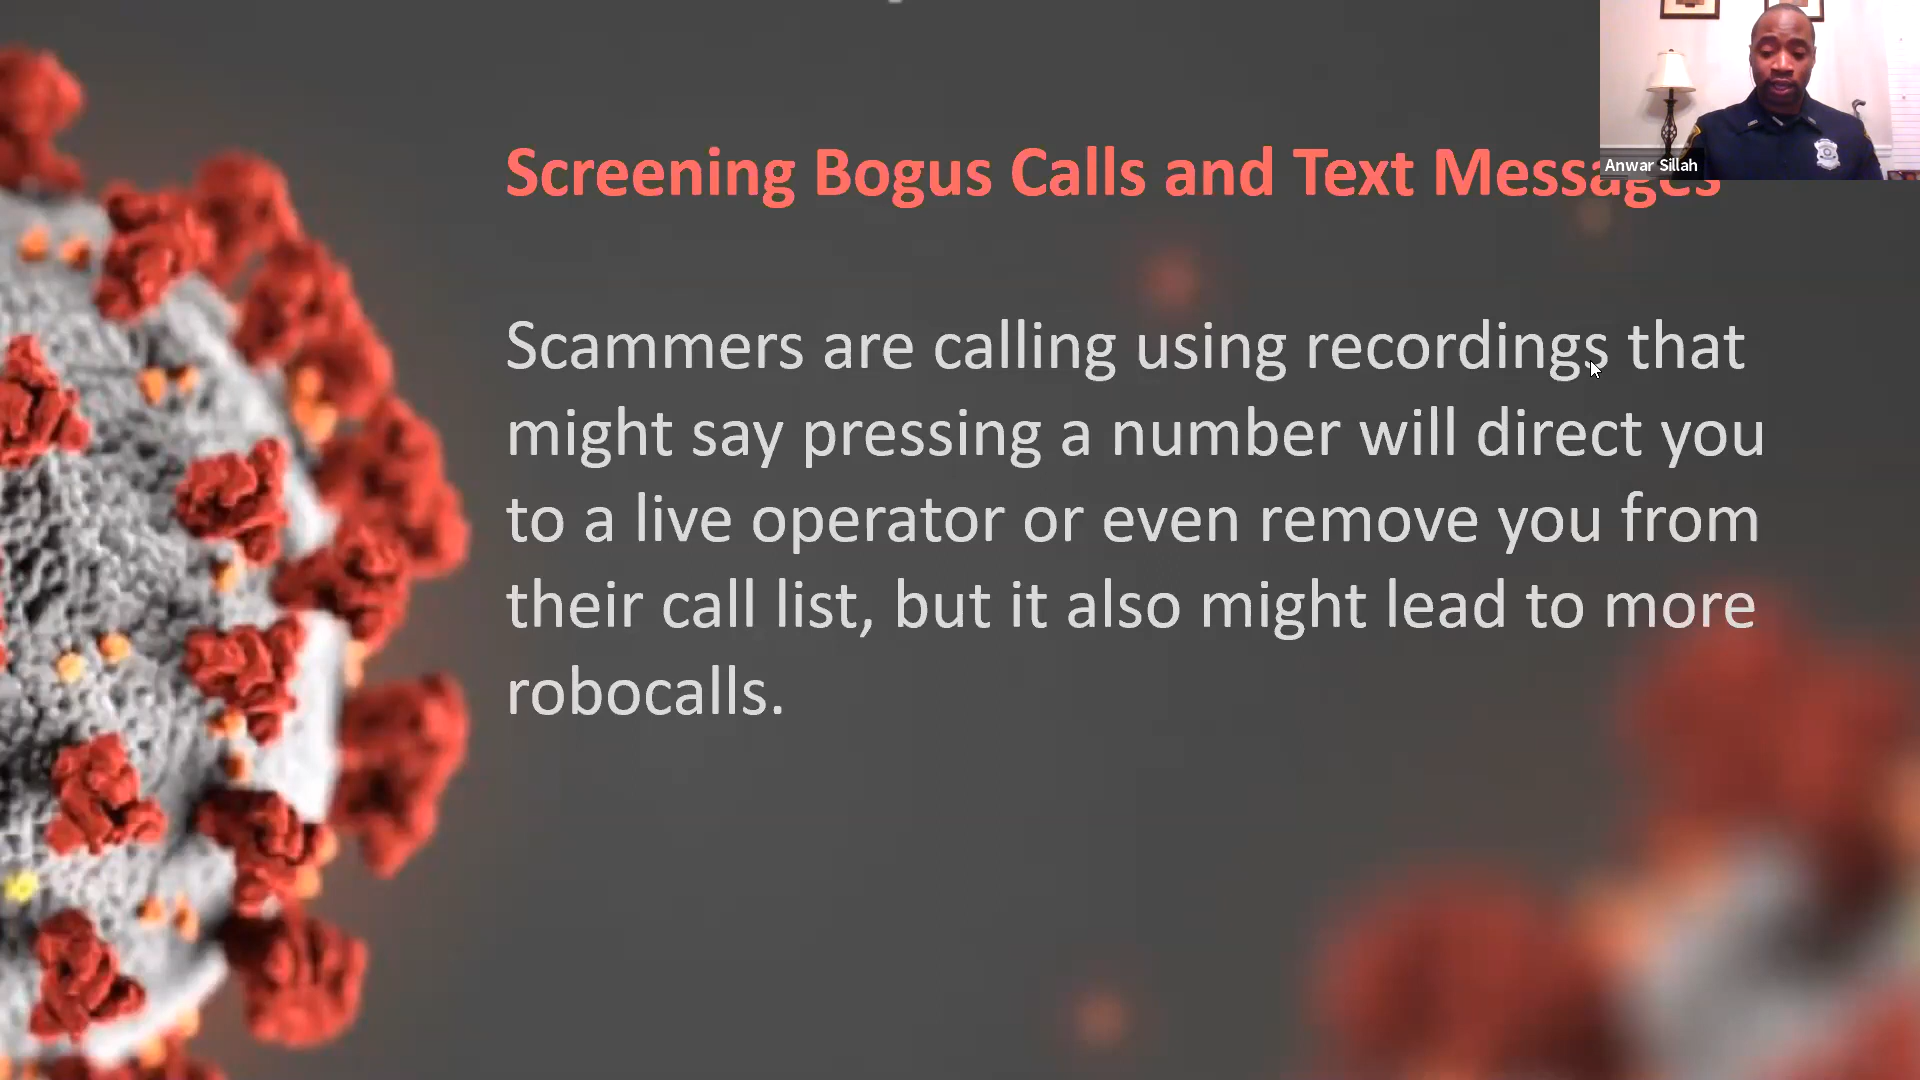 Screening Bogus Calls and Text Messages
Anwar Sillah
Scammers are calling using recordings that
might say pressing a number will direct you
to a live operator or even remove you from
their call list, but it also might lead to more
robocalls.